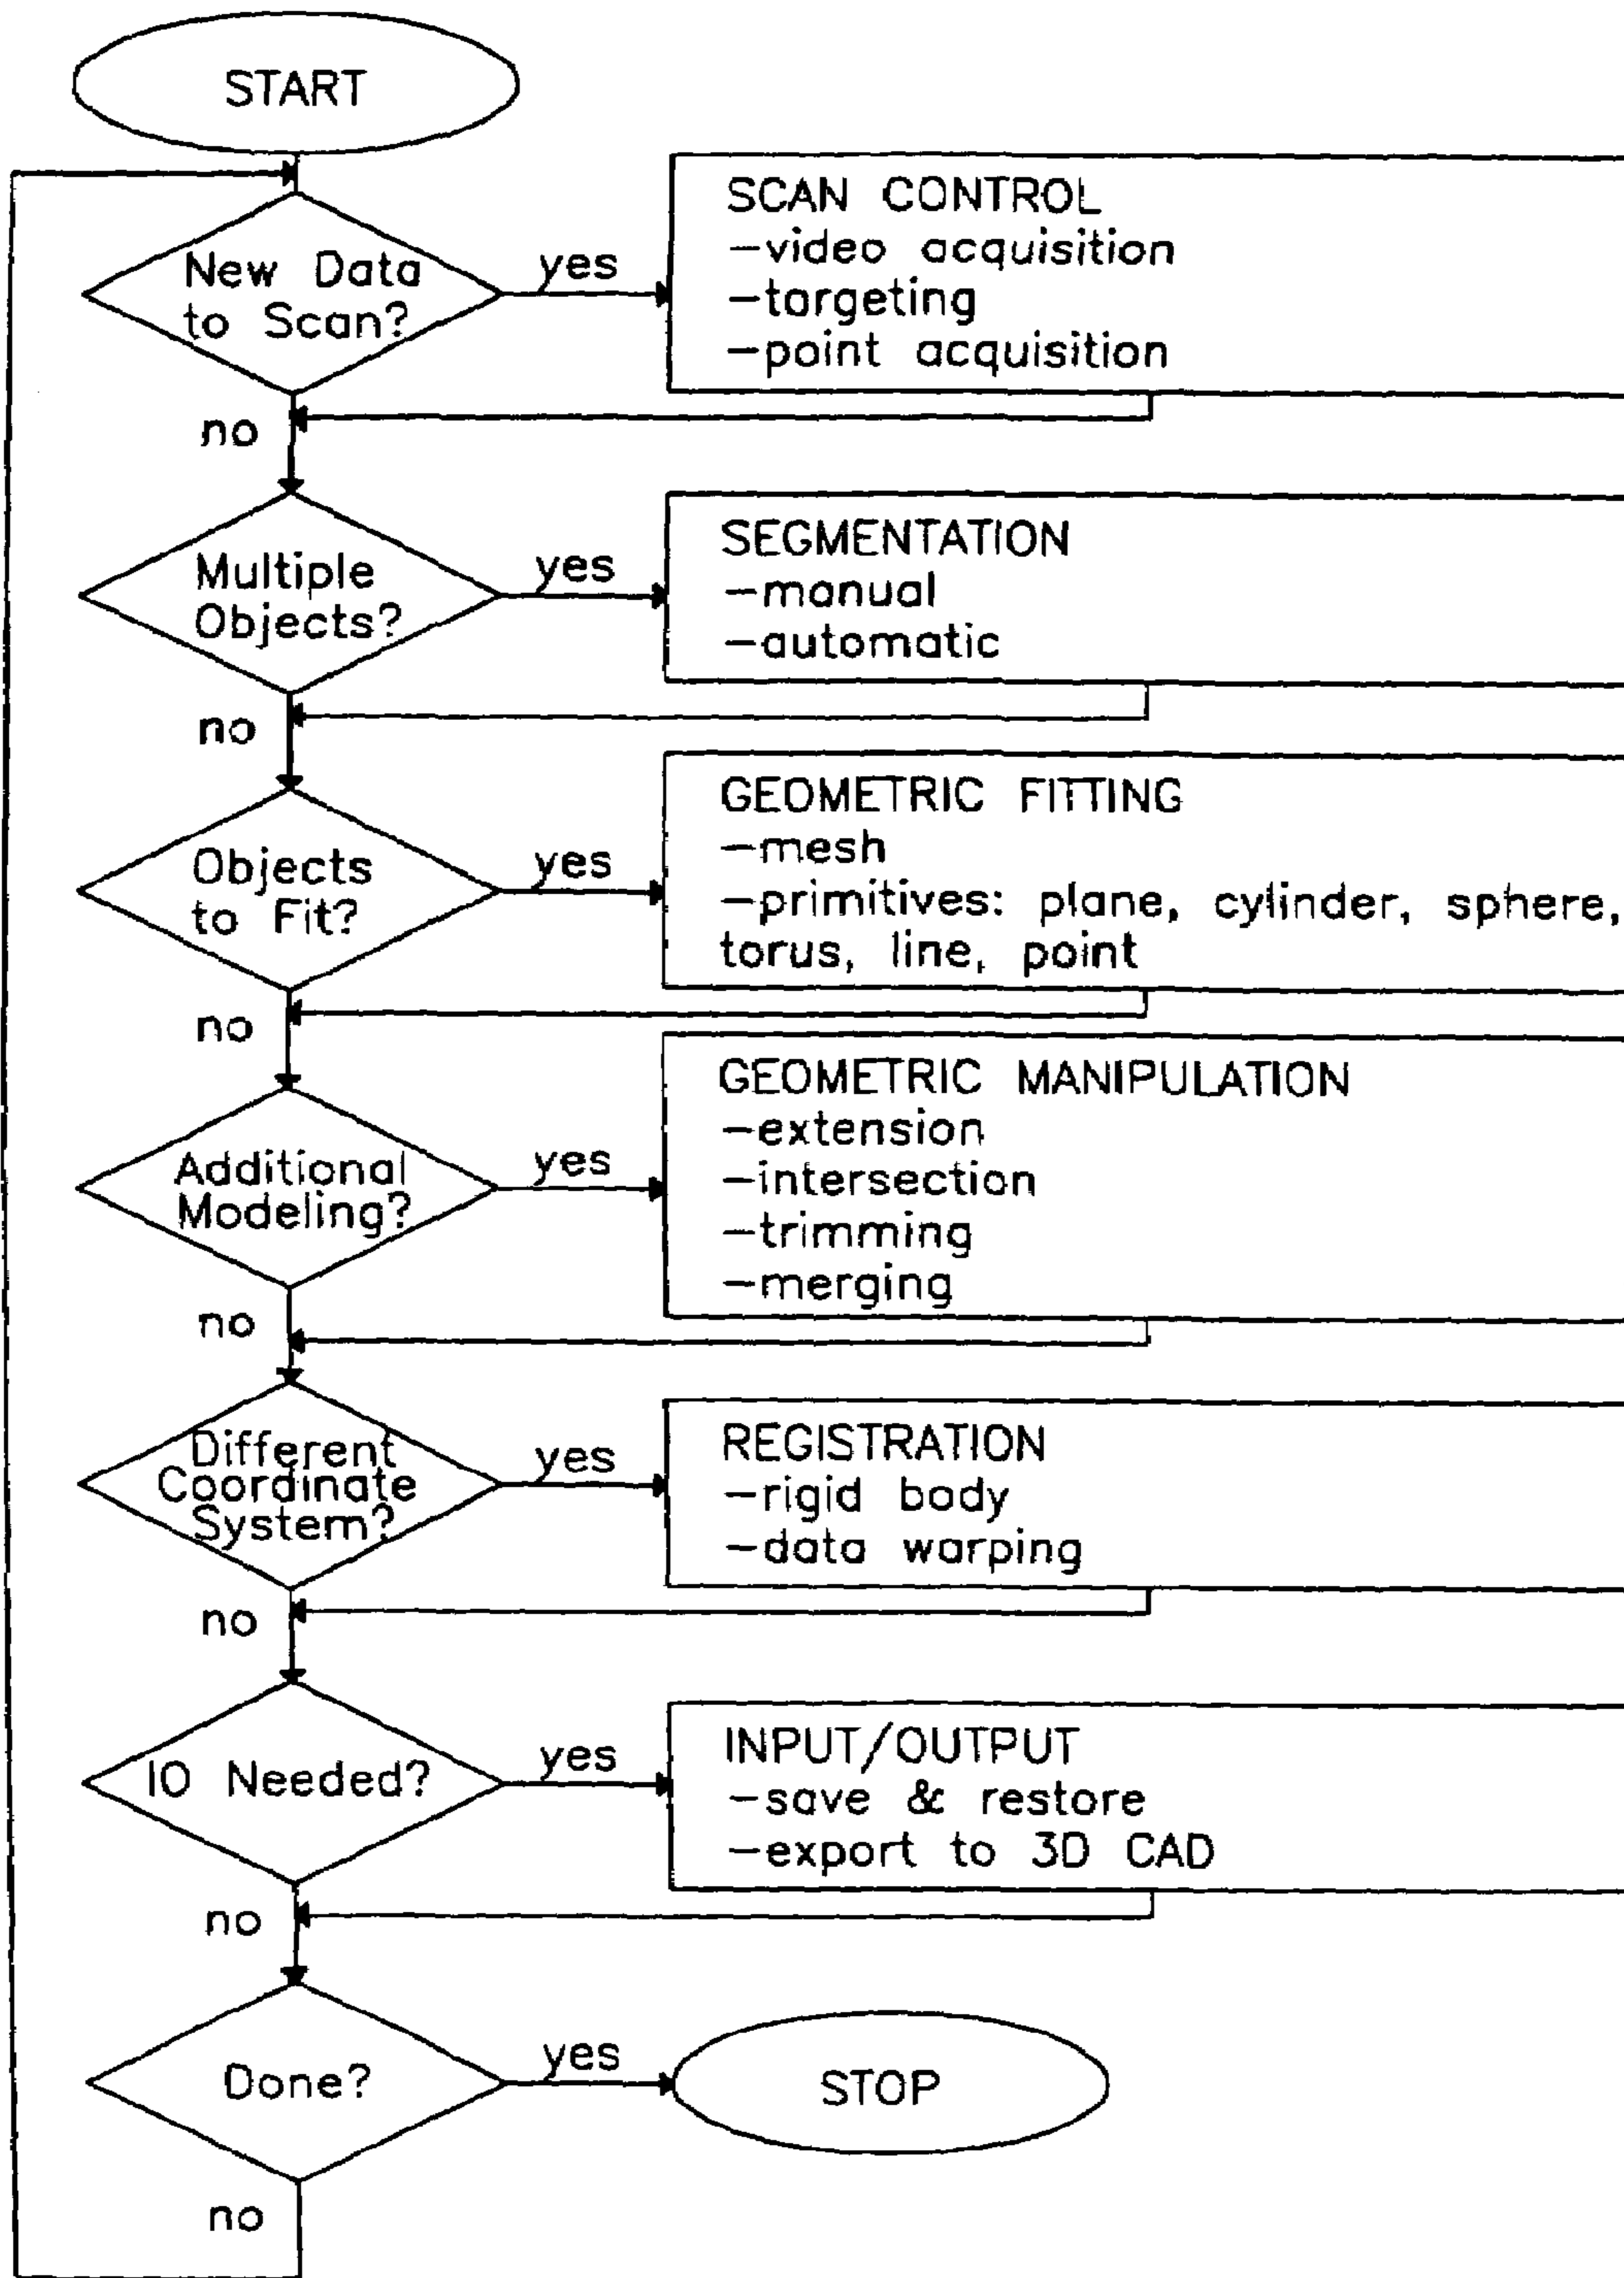 START
New Data
to Scan?
yes
SCAN CONTROL
—video acquisition
—targeting
—point acquisition
no
Multiple
Objects?
yes
SEGMENTATION
—manual
—automatic
no
Objects
to Fit?
yes
GEOMETRIC FITTING
—mesh
—primitives: plane, cylinder, sphere,
torus, line, point
no
Additional
Modeling?
yes
GEOMETRIC MANIPULATION
—extension
—intersection
—trimming
—merging
no
Different
Coordinate
System?
yes
REGISTRATION
—rigid body
—data warping
no
IO Needed?
yes
INPUT/OUTPUT
—save & restore
—export to 3D CAD
no
Done?
yes
STOP
no